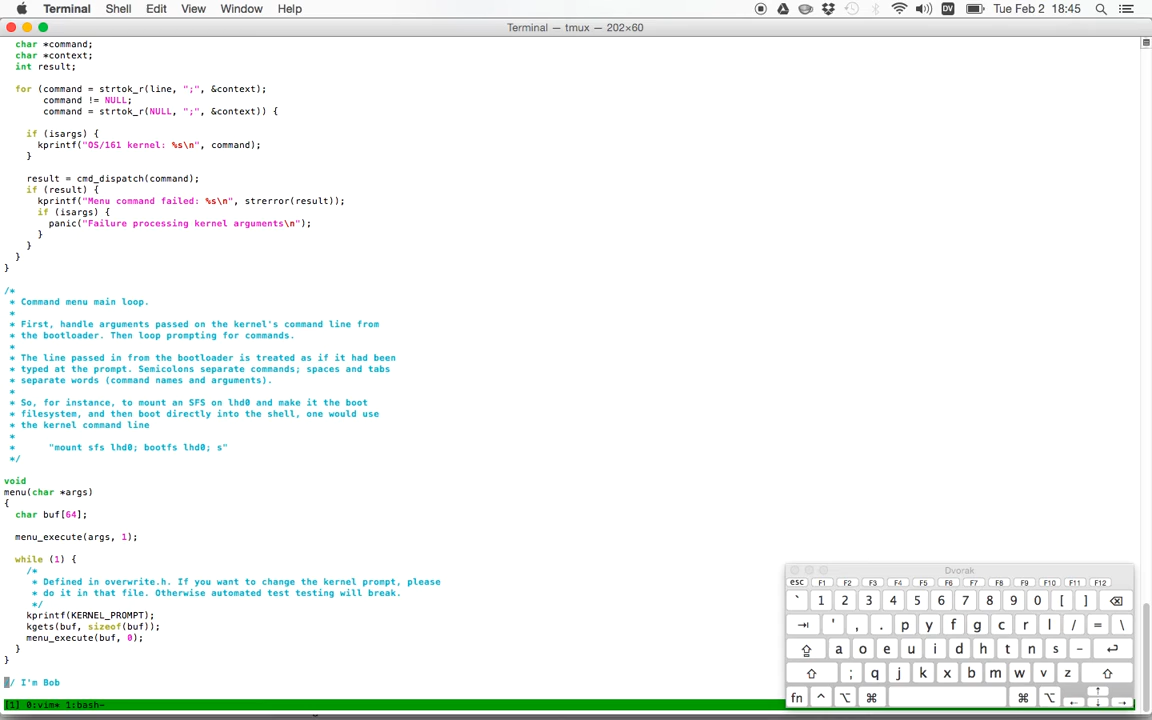 Terminal Shell Edit View Window Help DV Tue Feb 2 18:45
Terminal — tmux — 202×60
char *command;
char *context;
int result;
for (command = strtok_r(line, ";", &context);
command != NULL;
command = strtok_r(NULL, ";", &context)) {
if (isargs) {
kprintf("OS/161 kernel: %s\n", command);
}
result = cmd_dispatch(command);
if (result) {
kprintf("Menu command failed: %s\n", strerror(result));
if (isargs) {
panic("Failure processing kernel arguments\n");
}
}
}
}
/*
* Command menu main loop.
*
* First, handle arguments passed on the kernel's command line from
* the bootloader. Then loop prompting for commands.
*
* The line passed in from the bootloader is treated as if it had been
* typed at the prompt. Semicolons separate commands; spaces and tabs
* separate words (command names and arguments).
*
* So, for instance, to mount an SFS on lhd0 and make it the boot
* filesystem, and then boot directly into the shell, one would use
* the kernel command line
*
* "mount sfs lhd0; bootfs lhd0; s"
*/
void
menu(char *args)
{
char buf[64];
menu_execute(args, 1);
while (1) {
/*
* Defined in overwrite.h. If you want to change the kernel prompt, please
* do it in that file. Otherwise automated test testing will break.
*/
kprintf(KERNEL_PROMPT);
kgets(buf, sizeof(buf));
menu_execute(buf, 0);
}
}
// I'm Bob
[1] 0:vim* 1:bash-
Dvorak
esc F1 F2 F3 F4 F5 F6 F7 F8 F9 F10 F11 F12
` 1 2 3 4 5 6 7 8 9 0 [ ] ⌫
⇥ ' , . p y f g c r l / = \
a o e u i d h t n s - ↩
⇧ ; q j k x b m w v z ⇧
fn ^ ⌥ ⌘ ⌘ ⌥ ← ↑ ↓ →